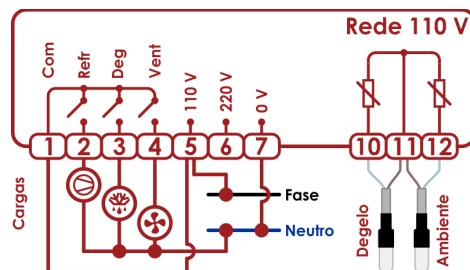 Rede 110 V
Com
Refr
Deg
Vent
110 V
220 V
0 V
1 2 3 4 5 6 7 10 11 12
Cargas
Fase
Neutro
Degelo
Ambiente